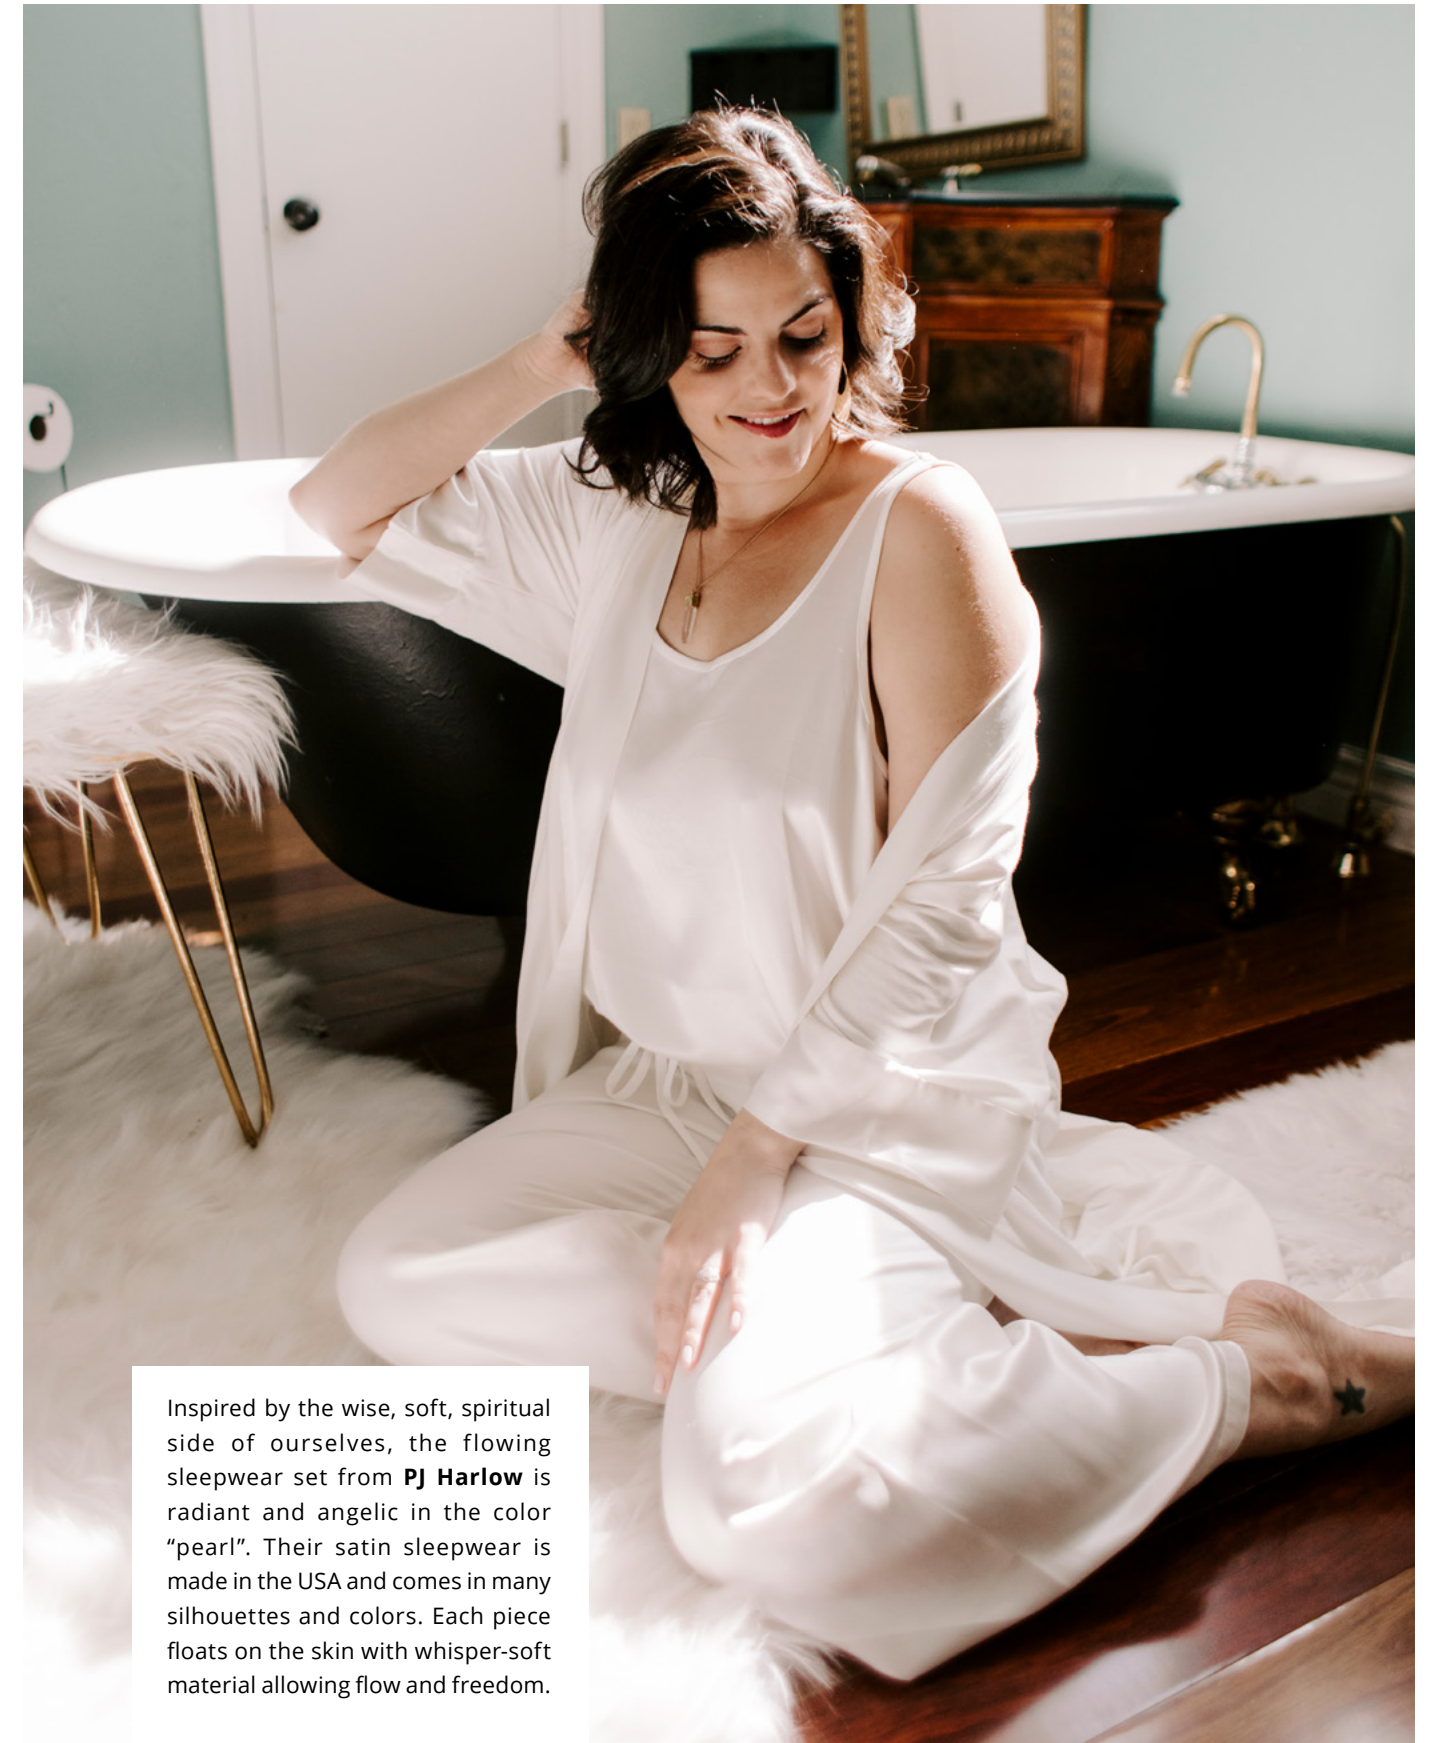 Inspired by the wise, soft, spiritual
side of ourselves, the flowing
sleepwear set from PJ Harlow is
radiant and angelic in the color
“pearl”. Their satin sleepwear is
made in the USA and comes in many
silhouettes and colors. Each piece
floats on the skin with whisper-soft
material allowing flow and freedom.